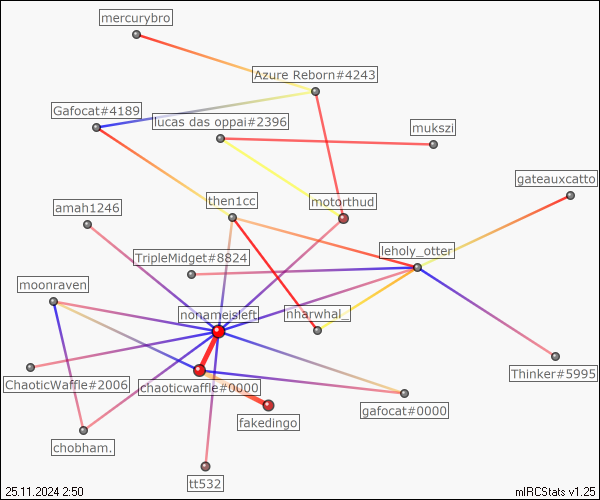 mercurybro
Azure Reborn#4243
Gafocat#4189
lucas das oppai#2396
mukszi
gateauxcatto
amah1246
then1cc
motorthud
leholy_otter
TripleMidget#8824
moonraven
nonameisleft
nharwhal_
ChaoticWaffle#2006
chaoticwaffle#0000
Thinker#5995
gafocat#0000
fakedingo
chobham.
tt532
25.11.2024 2:50
mIRCStats v1.25